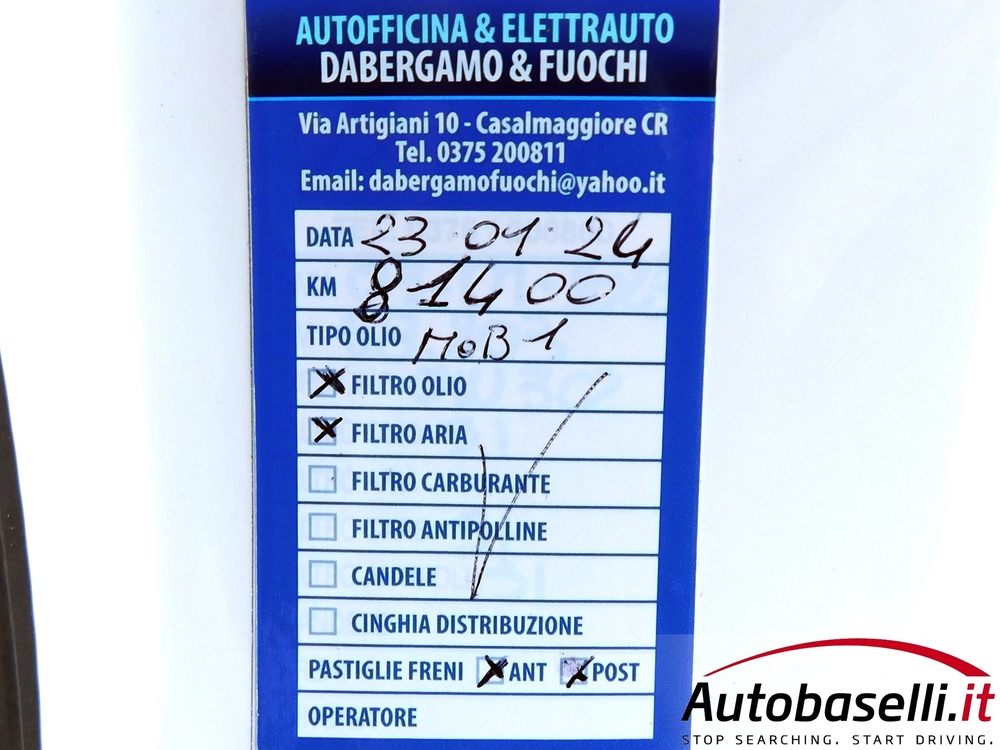 AUTOFFICINA & ELETTRAUTO
DABERGAMO & FUOCHI
Via Artigiani 10 - Casalmaggiore CR
Tel. 0375 200811
Email: dabergamofuochi@yahoo.it
DATA 23·01·24
KM 81400
TIPO OLIO MOB 1
FILTRO OLIO
FILTRO ARIA
FILTRO CARBURANTE
FILTRO ANTIPOLLINE
CANDELE
CINGHIA DISTRIBUZIONE
PASTIGLIE FRENI ANT POST
OPERATORE
Autobaselli.it
STOP SEARCHING. START DRIVING.